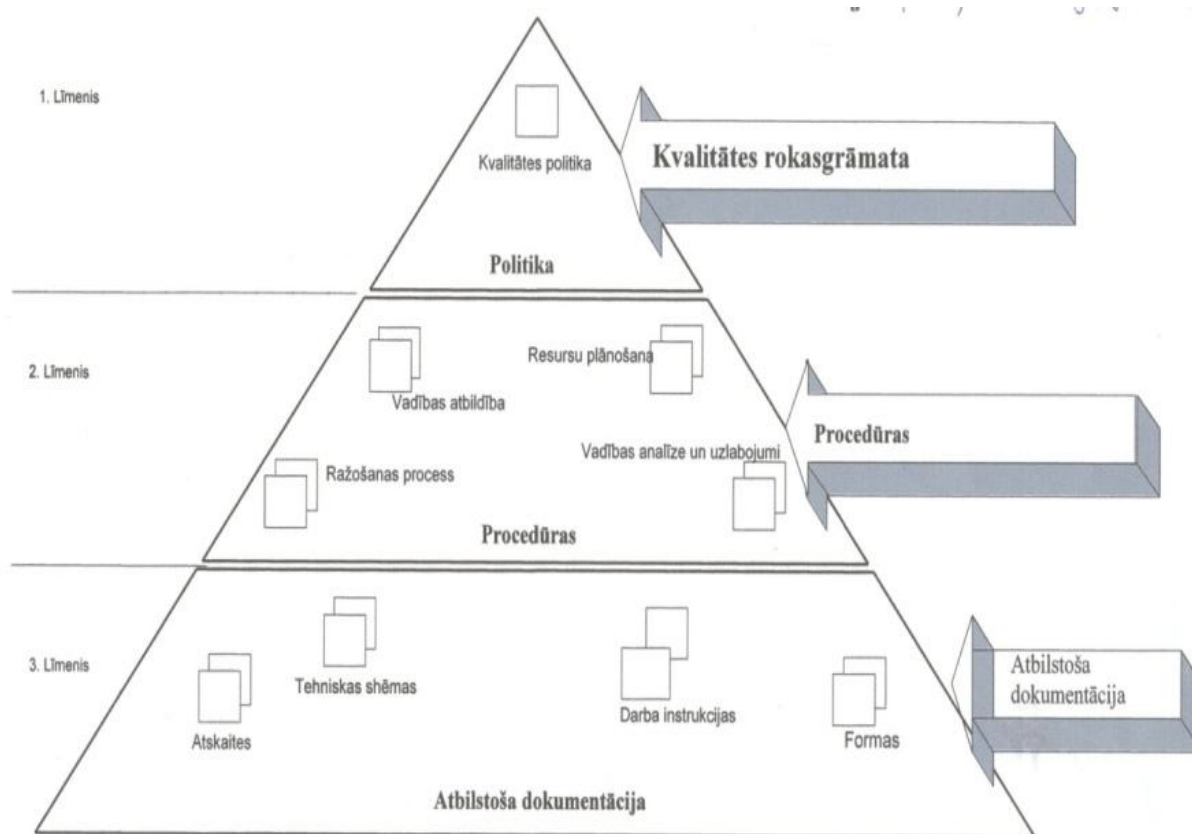 1. Līmenis
Kvalitātes politika
Kvalitātes rokasgrāmata
Politika
2. Līmenis
Resursu plānošana
Vadības atbildība
Procedūras
Vadības analīze un uzlabojumi
Ražošanas process
Procedūras
3. Līmenis
Atbilstoša
dokumentācija
Tehniskas shēmas
Darba instrukcijas
Atskaites
Formas
Atbilstoša dokumentācija